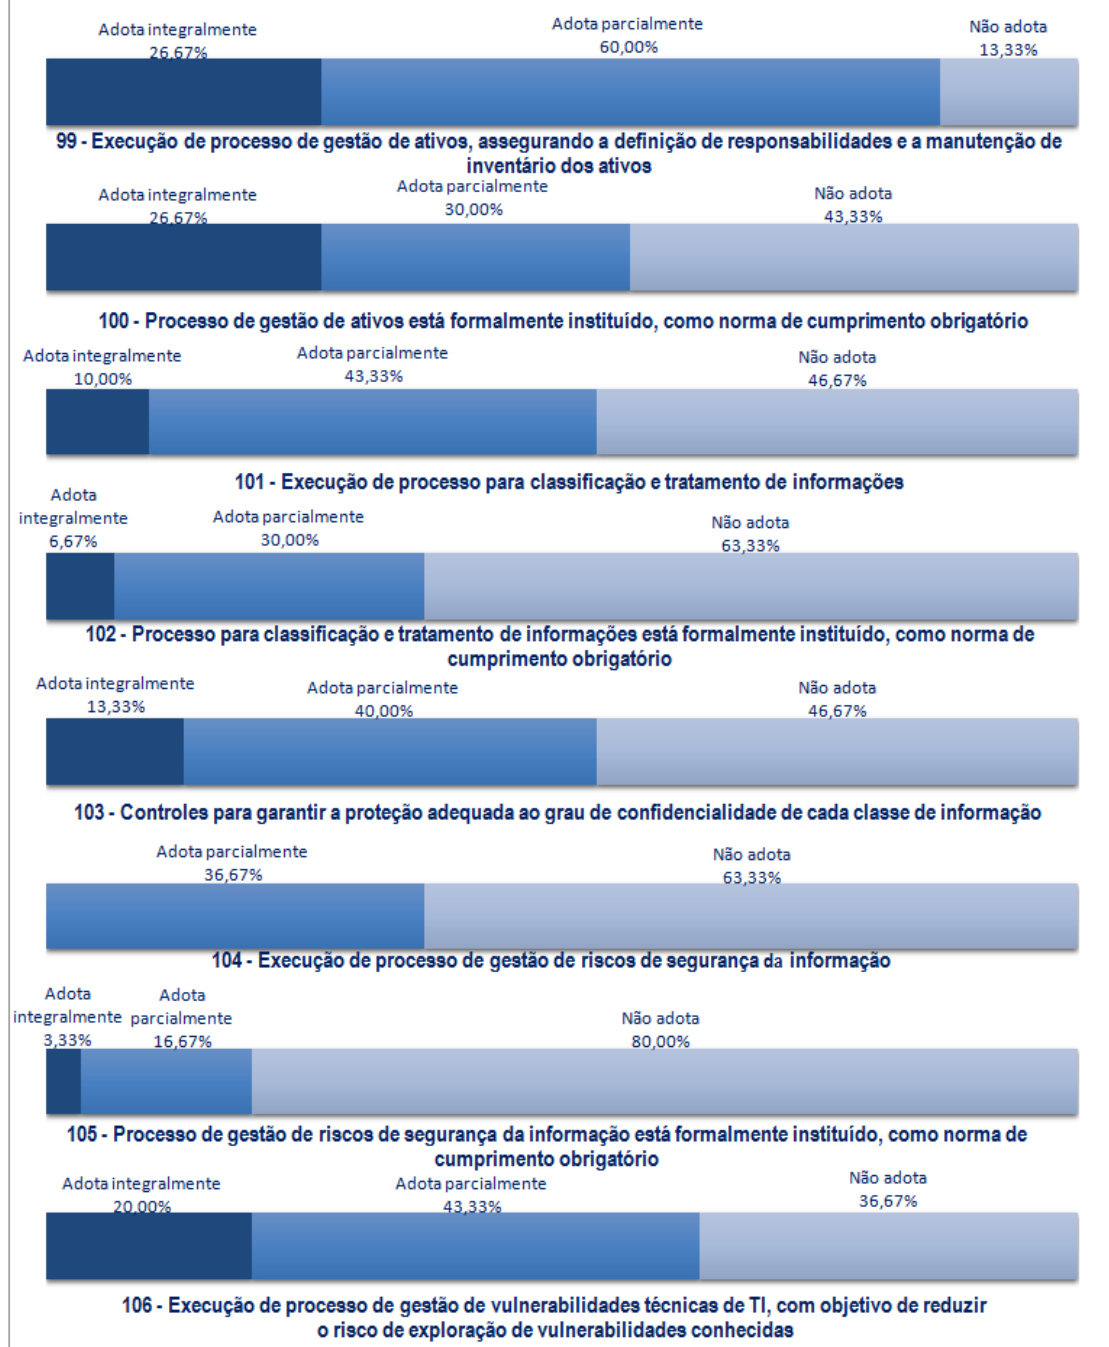 Adota integralmente
26,67%
Adota parcialmente
60,00%
Não adota
13,33%
99 - Execução de processo de gestão de ativos, assegurando a definição de responsabilidades e a manutenção de
inventário dos ativos
Adota integralmente
26,67%
Adota parcialmente
30,00%
Não adota
43,33%
100 - Processo de gestão de ativos está formalmente instituído, como norma de cumprimento obrigatório
Adota integralmente
10,00%
Adota parcialmente
43,33%
Não adota
46,67%
101 - Execução de processo para classificação e tratamento de informações
Adota
integralmente
6,67%
Adota parcialmente
30,00%
Não adota
63,33%
102 - Processo para classificação e tratamento de informações está formalmente instituído, como norma de
cumprimento obrigatório
Adota integralmente
13,33%
Adota parcialmente
40,00%
Não adota
46,67%
103 - Controles para garantir a proteção adequada ao grau de confidencialidade de cada classe de informação
Adota parcialmente
36,67%
Não adota
63,33%
104 - Execução de processo de gestão de riscos de segurança da informação
Adota
integralmente
3,33%
Adota
parcialmente
16,67%
Não adota
80,00%
105 - Processo de gestão de riscos de segurança da informação está formalmente instituído, como norma de
cumprimento obrigatório
Adota integralmente
20,00%
Adota parcialmente
43,33%
Não adota
36,67%
106 - Execução de processo de gestão de vulnerabilidades técnicas de TI, com objetivo de reduzir
o risco de exploração de vulnerabilidades conhecidas